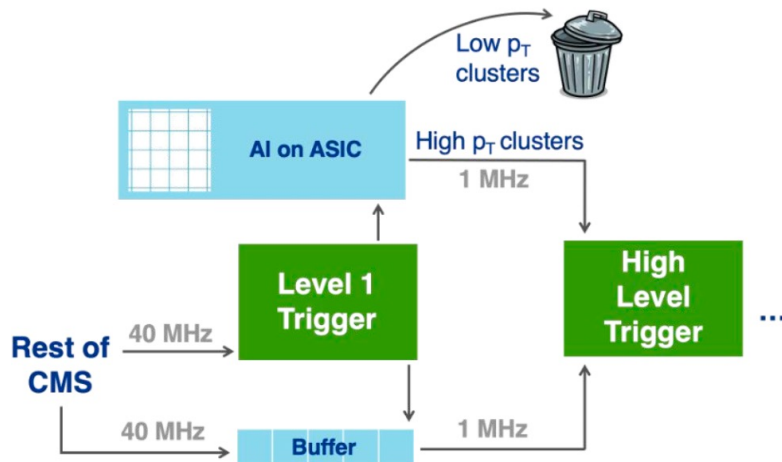 Low pT
clusters
AI on ASIC
High pT clusters
1 MHz
Level 1
Trigger
High
Level
Trigger
...
40 MHz
Rest of
CMS
40 MHz
Buffer
1 MHz